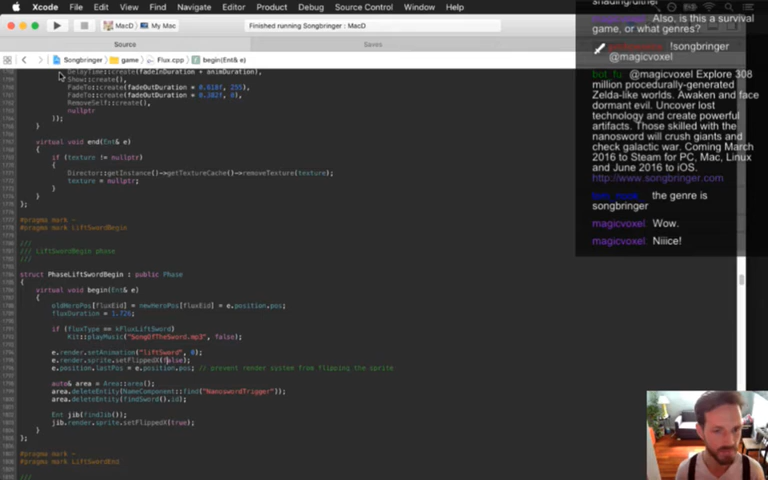 Xcode File Edit View Find Navigate Editor Product Debug Source Control Window Help
MacD My Mac
Finished running Songbringer : MacD
Source
Saves
Songbringer game Flux.cpp begin(Ent& e)
DelayTime::create(fadeInDuration + animDuration),
Show::create(),
FadeTo::create(fadeOutDuration * 0.618f, 255),
FadeTo::create(fadeOutDuration * 0.382f, 0),
RemoveSelf::create(),
nullptr
));
}
virtual void end(Ent& e)
{
if (texture != nullptr)
{
Director::getInstance()->getTextureCache()->removeTexture(texture);
texture = nullptr;
}
}
};
#pragma mark -
#pragma mark LiftSwordBegin
///
/// LiftSwordBegin phase
///
struct PhaseLiftSwordBegin : public Phase
{
virtual void begin(Ent& e)
{
oldHeroPos[fluxEid] = newHeroPos[fluxEid] = e.position.pos;
fluxDuration = 1.726;
if (fluxType == kFluxLiftSword)
Kit::playMusic("SongOfTheSword.mp3", false);
e.render.setAnimation("liftSword", 0);
e.render.sprite.setFlippedX(false);
e.position.lastPos = e.position.pos; // prevent render system from flipping the sprite
auto& area = Area::area();
area.deleteEntity(NameComponent::find("NanoswordTrigger"));
area.deleteEntity(findSword().id);
Ent jib(findJib());
jib.render.sprite.setFlippedX(true);
}
};
#pragma mark -
#pragma mark LiftSwordEnd
///
shading/dither
magicvoxel: Also, is this a survival
game, or what genres?
!songbringer
@magicvoxel
bot_fu: @magicvoxel Explore 308
million procedurally-generated
Zelda-like worlds. Awaken and face
dormant evil. Uncover lost
technology and create powerful
artifacts. Those skilled with the
nanosword will crush giants and
check galactic war. Coming March
2016 to Steam for PC, Mac, Linux
and June 2016 to iOS.
http://www.songbringer.com
the genre is
songbringer
magicvoxel: Wow.
magicvoxel: Niiice!